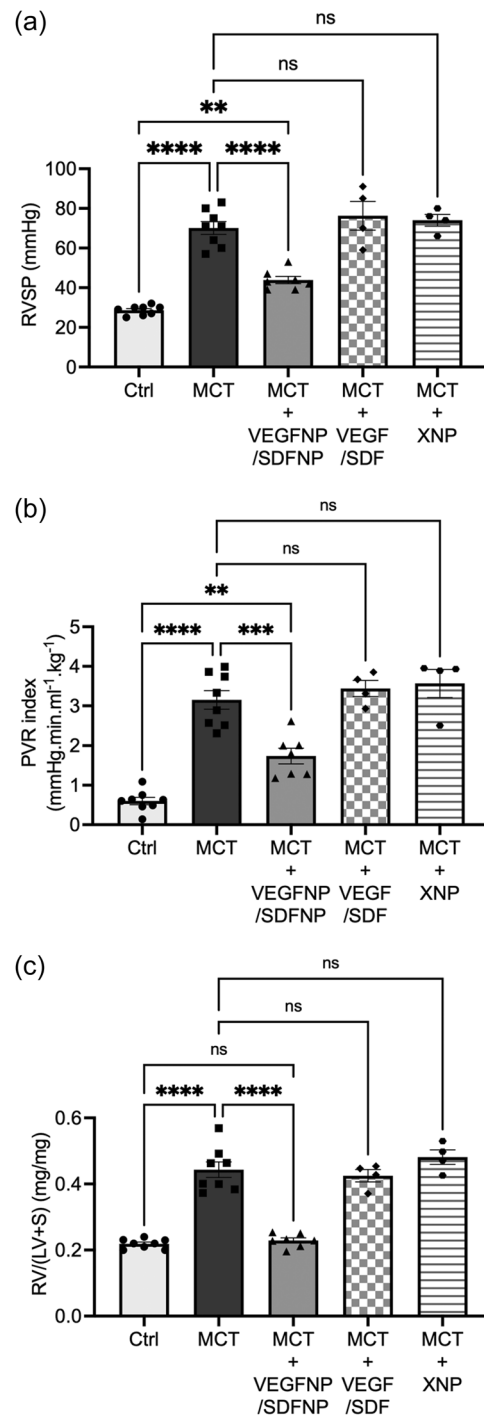 (a)
ns
ns
**
**** ****
100
80
60
40
20
0
RVSP (mmHg)
Ctrl MCT MCT MCT MCT
+ + +
VEGFNP VEGF XNP
/SDFNP /SDF
(b)
ns
ns
**
**** ***
5
4
3
2
1
0
PVR index
(mmHg.min.ml⁻¹.kg⁻¹)
Ctrl MCT MCT MCT MCT
+ + +
VEGFNP VEGF XNP
/SDFNP /SDF
(c)
ns
ns
ns
**** ****
0.6
0.4
0.2
0.0
RV/(LV+S) (mg/mg)
Ctrl MCT MCT MCT MCT
+ + +
VEGFNP VEGF XNP
/SDFNP /SDF